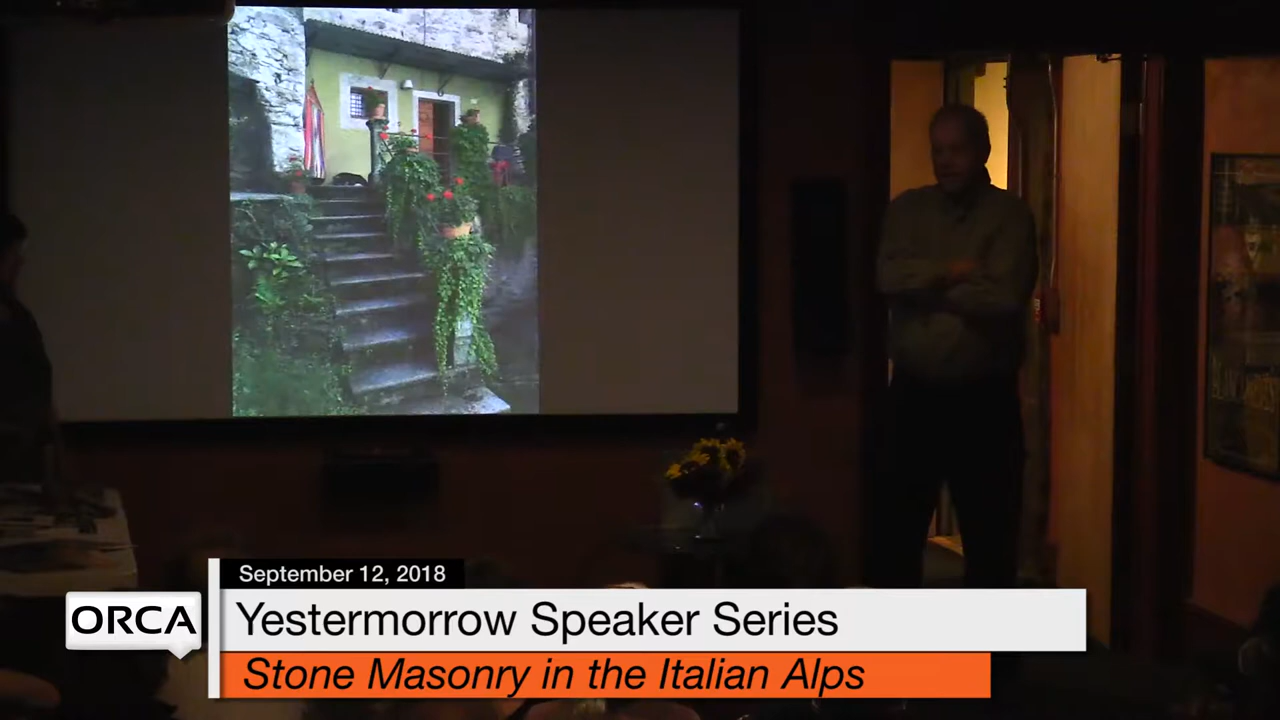 September 12, 2018
ORCA
Yestermorrow Speaker Series
Stone Masonry in the Italian Alps